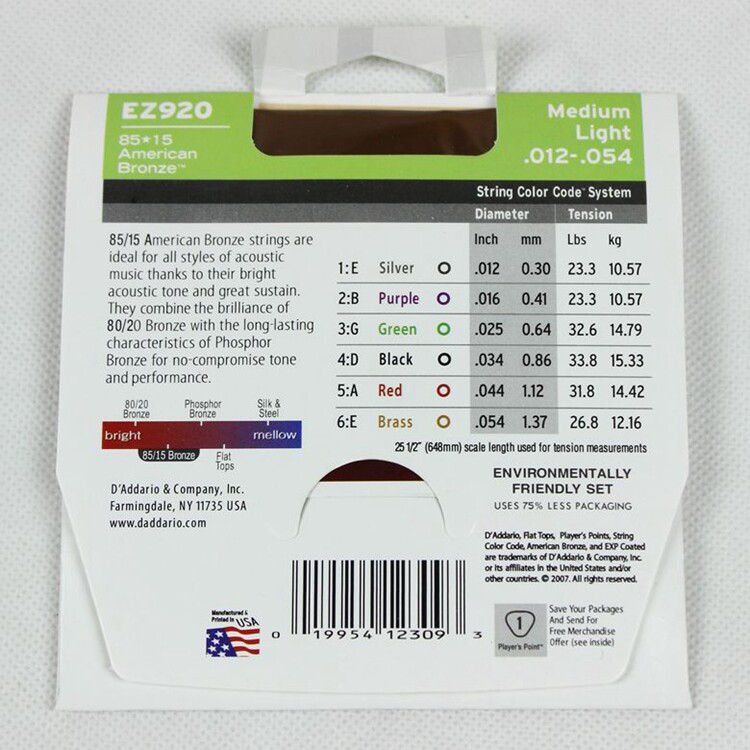 EZ920
85★15
American
Bronze™
Medium
Light
.012-.054
String Color Code™ System
Diameter Tension
Inch mm Lbs kg
1:E Silver .012 0.30 23.3 10.57
2:B Purple .016 0.41 23.3 10.57
3:G Green .025 0.64 32.6 14.79
4:D Black .034 0.86 33.8 15.33
5:A Red .044 1.12 31.8 14.42
6:E Brass .054 1.37 26.8 12.16
25 1/2" (648mm) scale length used for tension measurements
85/15 American Bronze strings are
ideal for all styles of acoustic
music thanks to their bright
acoustic tone and great sustain.
They combine the brilliance of
80/20 Bronze with the long-lasting
characteristics of Phosphor
Bronze for no-compromise tone
and performance.
80/20 Phosphor Silk &
Bronze Bronze Steel
bright mellow
85/15 Bronze Flat
Tops
D'Addario & Company, Inc.
Farmingdale, NY 11735 USA
www.daddario.com
ENVIRONMENTALLY
FRIENDLY SET
USES 75% LESS PACKAGING
D'Addario, Flat Tops, Player's Points, String
Color Code, American Bronze, and EXP Coated
are trademarks of D'Addario & Company, Inc.
or its affiliates in the United States and/or
other countries. © 2007. All rights reserved.
Manufactured &
Printed in USA
0 19954 12309 3
1
Player's Point™
Save Your Packages
And Send For
Free Merchandise
Offer (see inside)